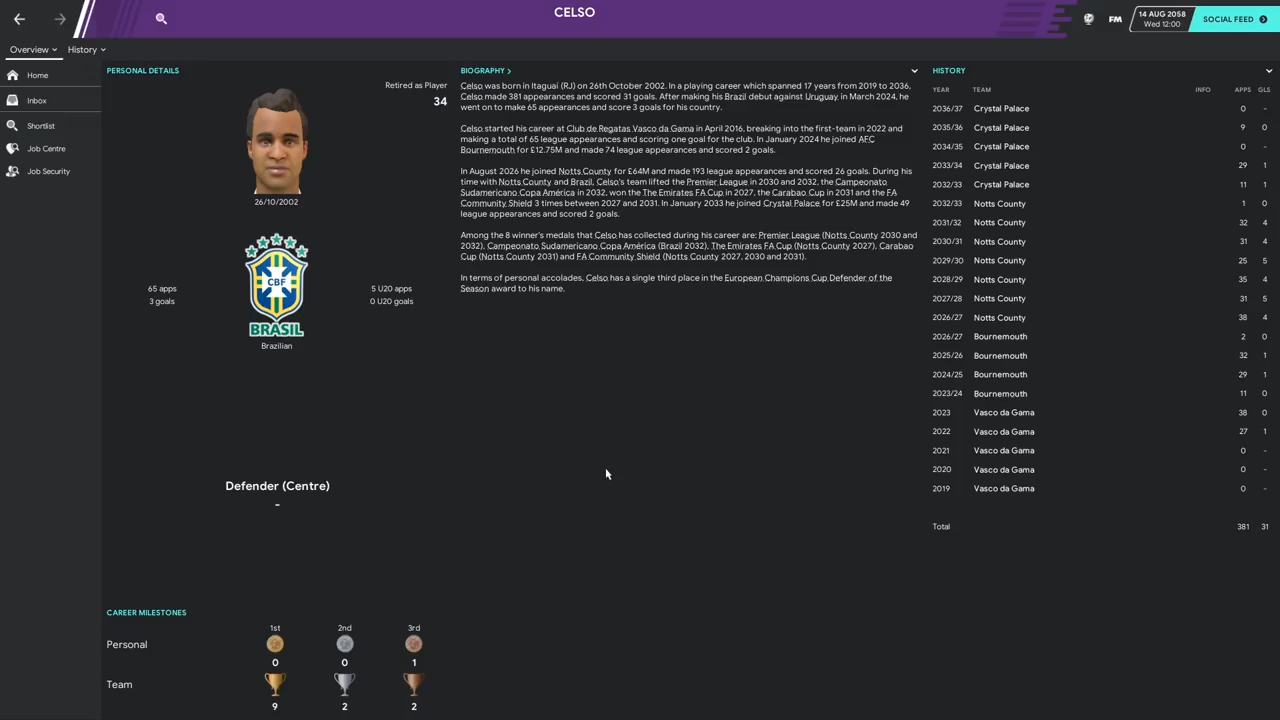 CELSO
FM
14 AUG 2058
Wed 12:00
SOCIAL FEED
Overview
History
Home
Inbox
Shortlist
Job Centre
Job Security
PERSONAL DETAILS
Retired as Player
34
26/10/2002
CBF
BRASIL
65 apps
3 goals
5 U20 apps
0 U20 goals
Brazilian
Defender (Centre)
-
CAREER MILESTONES
1st 2nd 3rd
Personal
0 0 1
Team
9 2 2
BIOGRAPHY
Celso was born in Itaguaí (RJ) on 26th October 2002. In a playing career which spanned 17 years from 2019 to 2036,
Celso made 381 appearances and scored 31 goals. After making his Brazil debut against Uruguay in March 2024, he
went on to make 65 appearances and score 3 goals for his country.
Celso started his career at Club de Regatas Vasco da Gama in April 2016, breaking into the first-team in 2022 and
making a total of 65 league appearances and scoring one goal for the club. In January 2024 he joined AFC
Bournemouth for £12.75M and made 74 league appearances and scored 2 goals.
In August 2026 he joined Notts County for £64M and made 193 league appearances and scored 26 goals. During his
time with Notts County and Brazil, Celso's team lifted the Premier League in 2030 and 2032, the Campeonato
Sudamericano Copa América in 2032, won the The Emirates FA Cup in 2027, the Carabao Cup in 2031 and the FA
Community Shield 3 times between 2027 and 2031. In January 2033 he joined Crystal Palace for £25M and made 49
league appearances and scored 2 goals.
Among the 8 winner's medals that Celso has collected during his career are: Premier League (Notts County 2030 and
2032), Campeonato Sudamericano Copa América (Brazil 2032), The Emirates FA Cup (Notts County 2027), Carabao
Cup (Notts County 2031) and FA Community Shield (Notts County 2027, 2030 and 2031).
In terms of personal accolades, Celso has a single third place in the European Champions Cup Defender of the
Season award to his name.
HISTORY
YEAR TEAM INFO APPS GLS
2036/37 Crystal Palace 0 -
2035/36 Crystal Palace 9 0
2034/35 Crystal Palace 0 -
2033/34 Crystal Palace 29 1
2032/33 Crystal Palace 11 1
2032/33 Notts County 1 0
2031/32 Notts County 32 4
2030/31 Notts County 31 4
2029/30 Notts County 25 5
2028/29 Notts County 35 4
2027/28 Notts County 31 5
2026/27 Notts County 38 4
2026/27 Bournemouth 2 0
2025/26 Bournemouth 32 1
2024/25 Bournemouth 29 1
2023/24 Bournemouth 11 0
2023 Vasco da Gama 38 0
2022 Vasco da Gama 27 1
2021 Vasco da Gama 0 -
2020 Vasco da Gama 0 -
2019 Vasco da Gama 0 -
Total 381 31